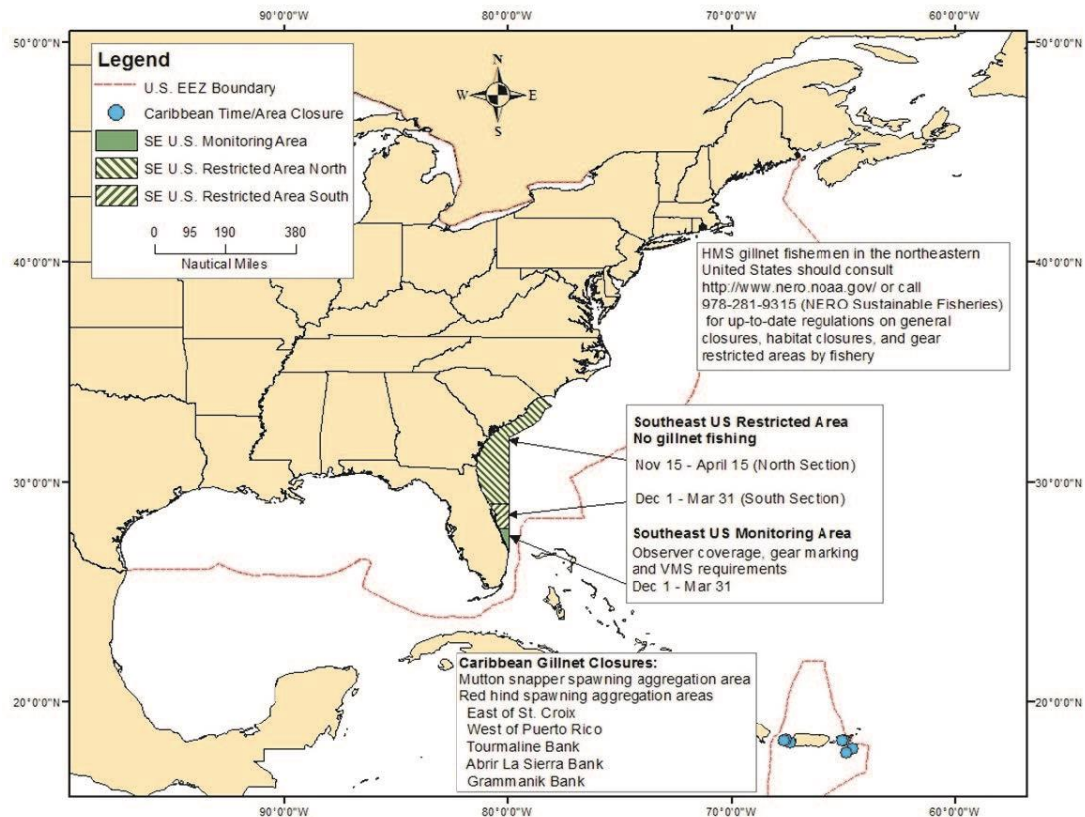 90°0'0"W 80°0'0"W 70°0'0"W 60°0'0"W
50°0'0"N 50°0'0"N
Legend
U.S. EEZ Boundary
Caribbean Time/Area Closure
SE U.S. Monitoring Area
SE U.S. Restricted Area North
SE U.S. Restricted Area South
0 95 190 380
Nautical Miles
N
W E
S
40°0'0"N 40°0'0"N
HMS gillnet fishermen in the northeastern
United States should consult
http://www.nero.noaa.gov/ or call
978-281-9315 (NERO Sustainable Fisheries)
for up-to-date regulations on general
closures, habitat closures, and gear
restricted areas by fishery
Southeast US Restricted Area
No gillnet fishing
Nov 15 - April 15 (North Section)
Dec 1 - Mar 31 (South Section)
Southeast US Monitoring Area
Observer coverage, gear marking
and VMS requirements
Dec 1 - Mar 31
30°0'0"N 30°0'0"N
Caribbean Gillnet Closures:
Mutton snapper spawning aggregation area
Red hind spawning aggregation areas
East of St. Croix
West of Puerto Rico
Tourmaline Bank
Abrir La Sierra Bank
Grammanik Bank
20°0'0"N 20°0'0"N
90°0'0"W 80°0'0"W 70°0'0"W 60°0'0"W